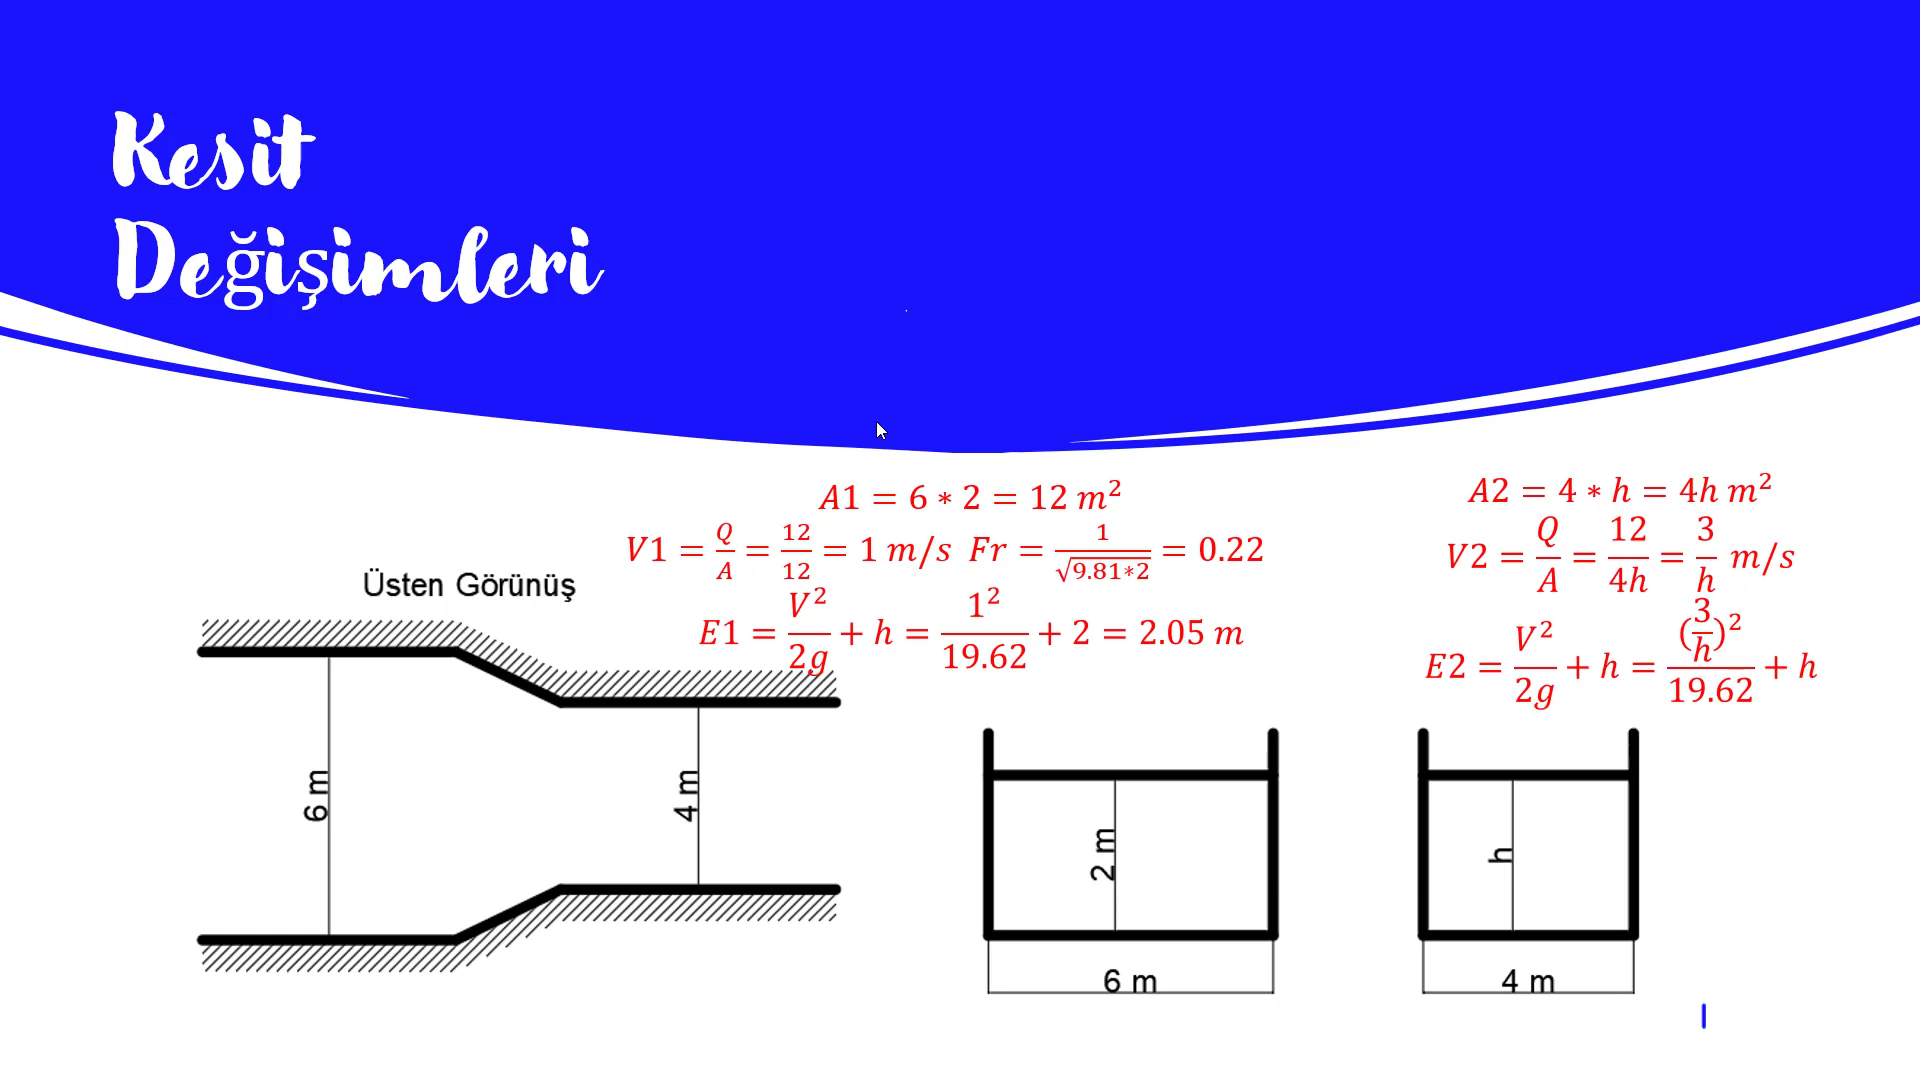 Kesit
Değişimleri
A1 = 6 * 2 = 12 m²
V1 = Q/A = 12/12 = 1 m/s Fr = 1/√(9.81*2) = 0.22
E1 = V²/2g + h = 1²/19.62 + 2 = 2.05 m
A2 = 4 * h = 4h m²
V2 = Q/A = 12/4h = 3/h m/s
E2 = V²/2g + h = (3/h)²/19.62 + h
Üsten Görünüş
6 m
4 m
2 m
6 m
h
4 m